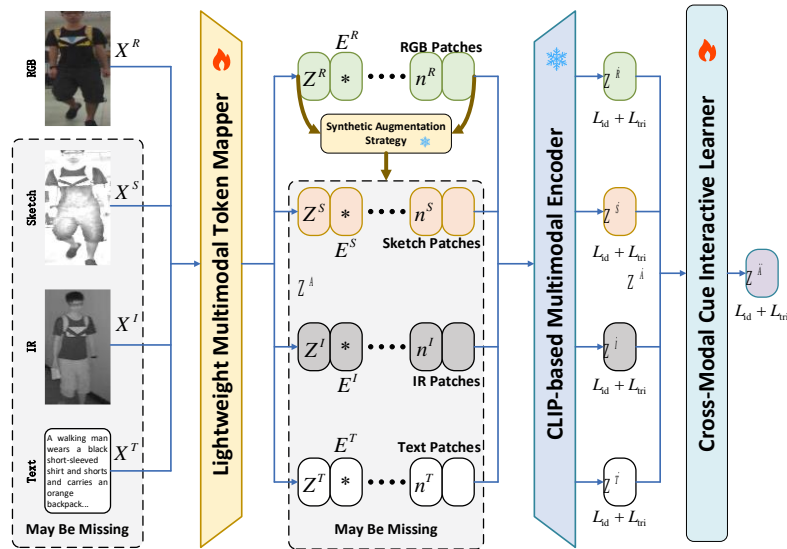 RGB
X^R
Sketch
X^S
IR
X^I
Text
A walking man
wears a black
short-sleeved
shirt and shorts
and carries an
orange
backpack...
X^T
May Be Missing
Lightweight Multimodal Token Mapper
E^R
RGB Patches
Z^R * •••• n^R
Synthetic Augmentation
Strategy
Z^S * •••• n^S
E^S
Sketch Patches
Z^A
Z^I * •••• n^I
E^I
IR Patches
E^T
Text Patches
Z^T * •••• n^T
May Be Missing
CLIP-based Multimodal Encoder
Z^Ṙ
L_id + L_tri
Z^Ṡ
L_id + L_tri
Z^Ȧ
Z^İ
L_id + L_tri
Z^Ṫ
L_id + L_tri
Cross-Modal Cue Interactive Learner
Z^Ä
L_id + L_tri